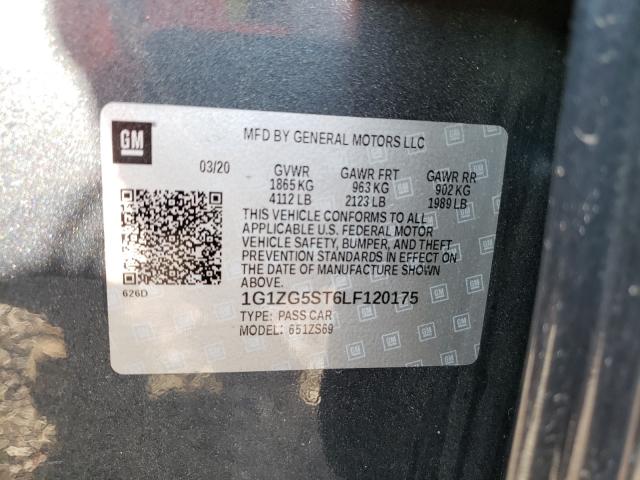 GM
MFD BY GENERAL MOTORS LLC
03/20 GVWR GAWR FRT GAWR RR
1865 KG 963 KG 902 KG
4112 LB 2123 LB 1989 LB
THIS VEHICLE CONFORMS TO ALL
APPLICABLE U.S. FEDERAL MOTOR
VEHICLE SAFETY, BUMPER, AND THEFT
PREVENTION STANDARDS IN EFFECT ON
THE DATE OF MANUFACTURE SHOWN
ABOVE.
626D
1G1ZG5ST6LF120175
TYPE: PASS CAR
MODEL: 651ZS69